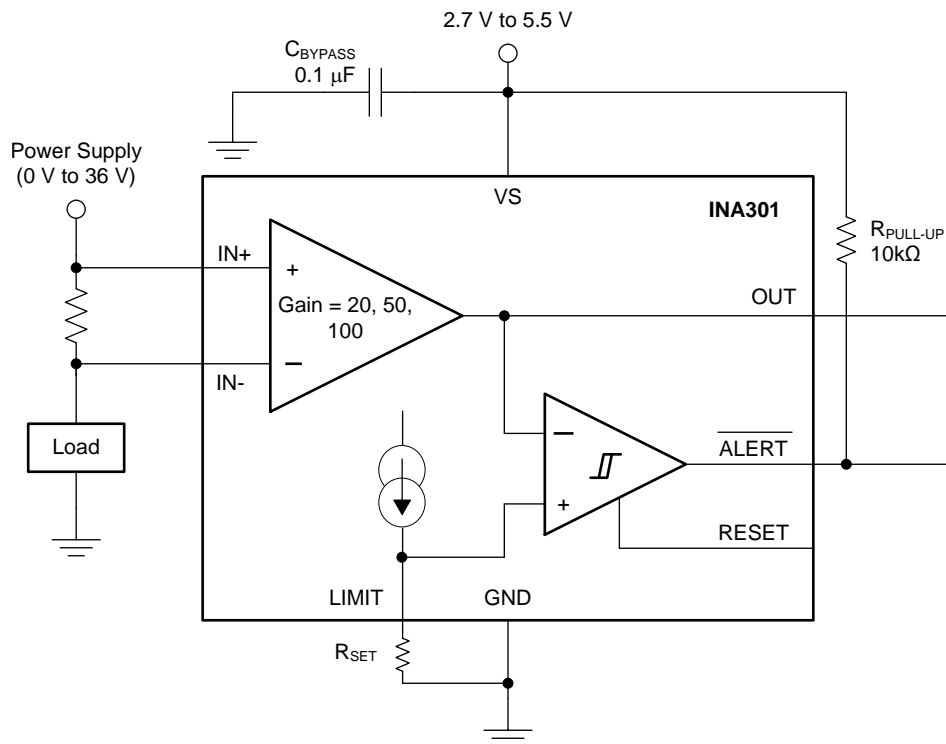 2.7 V to 5.5 V
CBYPASS
0.1 μF
Power Supply
(0 V to 36 V)
VS
INA301
RPULL-UP
10kΩ
IN+
+
Gain = 20, 50,
100
OUT
−
IN-
Load
−
ALERT
+
RESET
LIMIT
GND
RSET